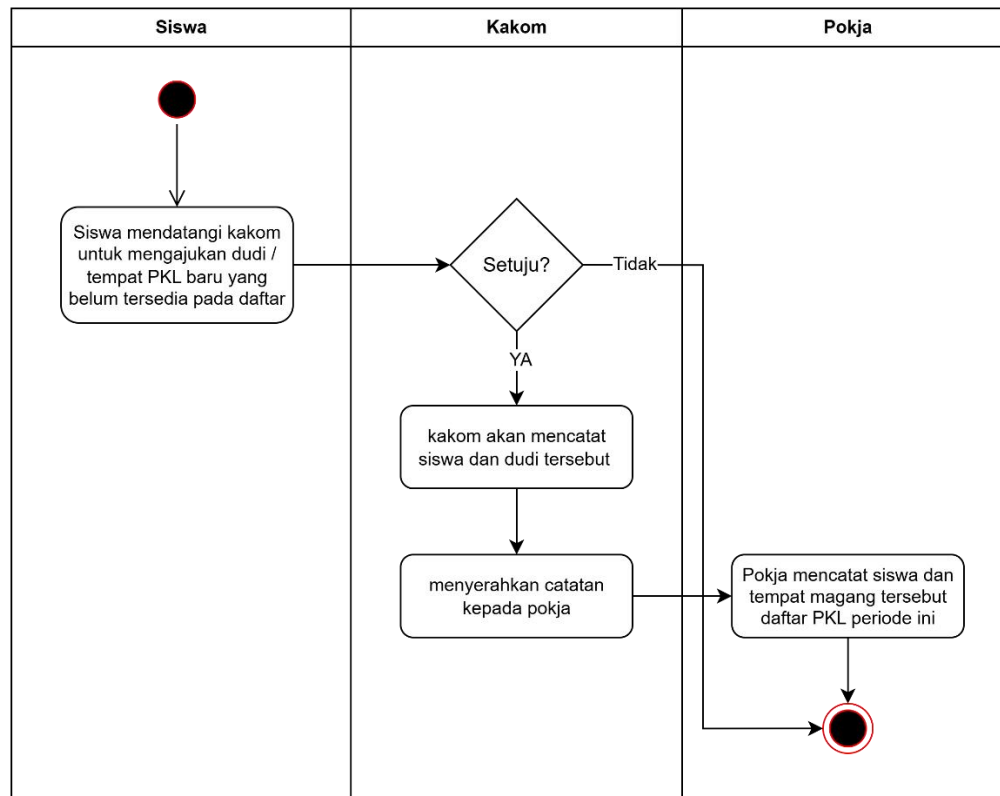 Siswa
Kakom
Pokja
Siswa mendatangi kakom
untuk mengajukan dudi /
tempat PKL baru yang
belum tersedia pada daftar
Setuju?
Tidak
YA
kakom akan mencatat
siswa dan dudi tersebut
menyerahkan catatan
kepada pokja
Pokja mencatat siswa dan
tempat magang tersebut
daftar PKL periode ini